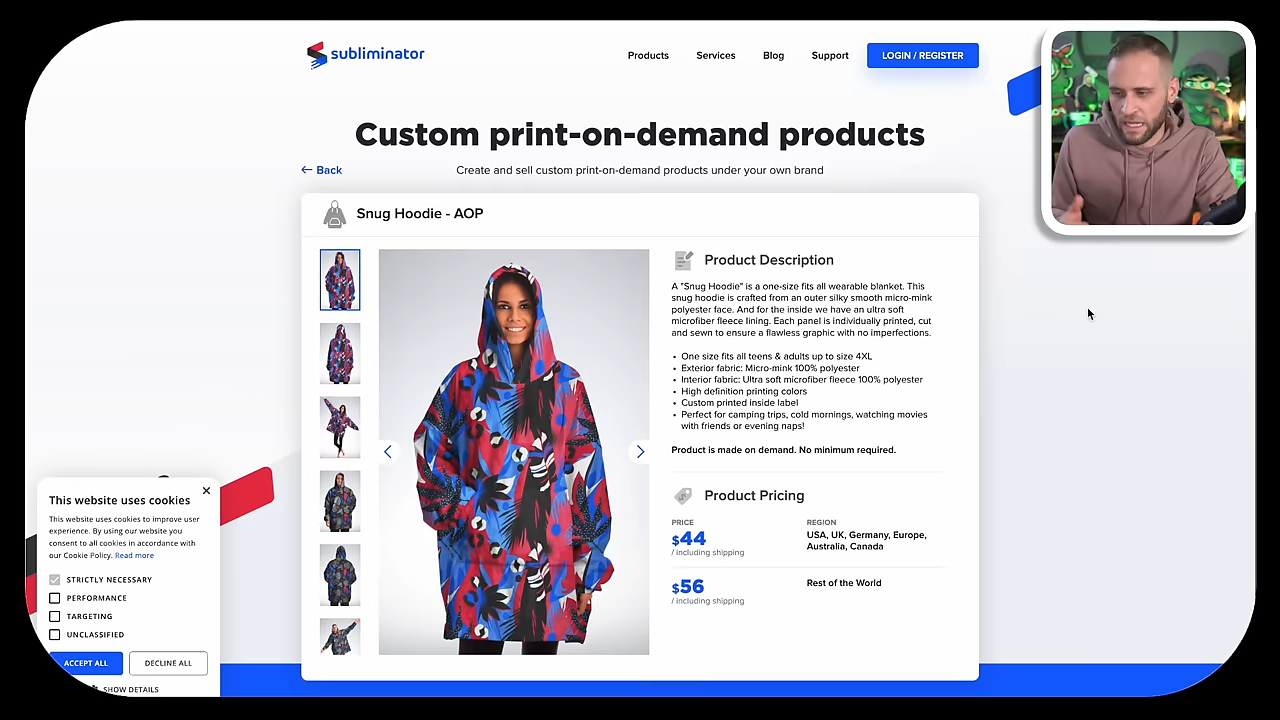 subliminator
Products Services Blog Support LOGIN / REGISTER
Custom print-on-demand products
← Back
Create and sell custom print-on-demand products under your own brand
Snug Hoodie - AOP
Product Description
A "Snug Hoodie" is a one-size fits all wearable blanket. This
snug hoodie is crafted from an outer silky smooth micro-mink
polyester face. And for the inside we have an ultra soft
microfiber fleece lining. Each panel is individually printed, cut
and sewn to ensure a flawless graphic with no imperfections.
• One size fits all teens & adults up to size 4XL
• Exterior fabric: Micro-mink 100% polyester
• Interior fabric: Ultra soft microfiber fleece 100% polyester
• High definition printing colors
• Custom printed inside label
• Perfect for camping trips, cold mornings, watching movies
with friends or evening naps!
Product is made on demand. No minimum required.
Product Pricing
PRICE REGION
$44 USA, UK, Germany, Europe,
Australia, Canada
/ including shipping
$56 Rest of the World
/ including shipping
This website uses cookies
This website uses cookies to improve user
experience. By using our website you
consent to all cookies in accordance with
our Cookie Policy. Read more
STRICTLY NECESSARY
PERFORMANCE
TARGETING
UNCLASSIFIED
ACCEPT ALL DECLINE ALL
SHOW DETAILS